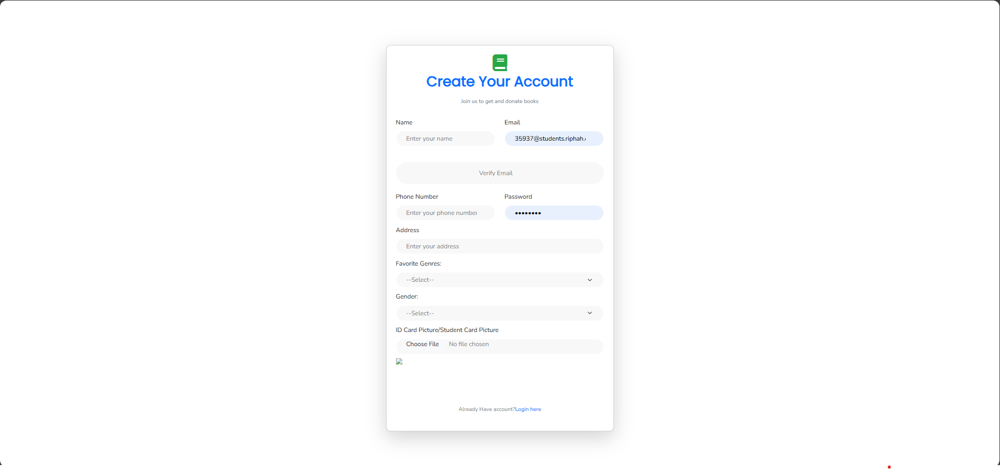 Create Your Account
Join us to get and donate books
Name Email
Enter your name 35937@students.riphah.
Verify Email
Phone Number Password
Enter your phone number ••••••••
Address
Enter your address
Favorite Genres:
--Select--
Gender:
--Select--
ID Card Picture/Student Card Picture
Choose File No file chosen
Already Have account?Login here